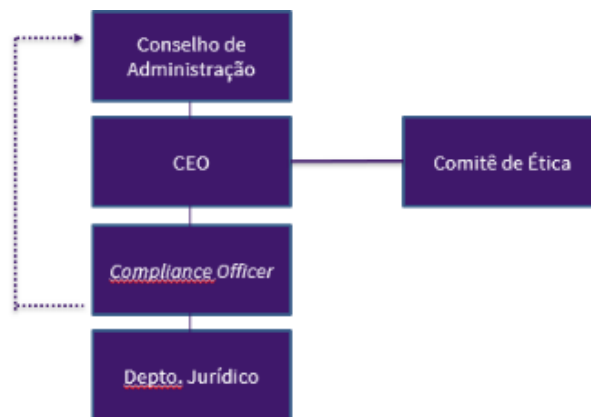 Conselho de
Administração
CEO
Comitê de Ética
Compliance Officer
Depto. Jurídico